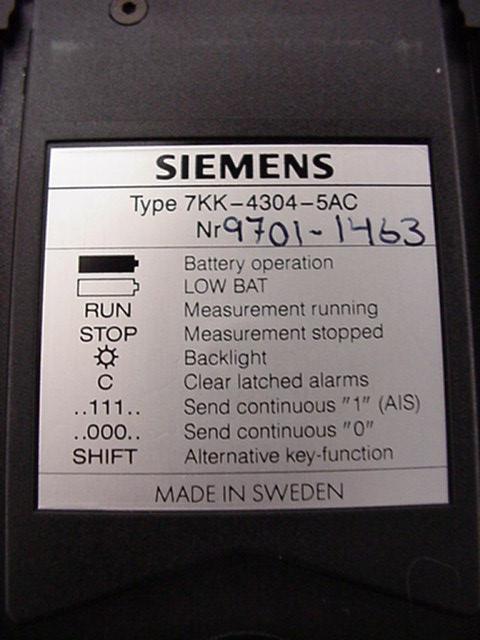 SIEMENS
Type 7KK-4304-5AC
Nr 9701-1463
Battery operation
LOW BAT
RUN Measurement running
STOP Measurement stopped
Backlight
C Clear latched alarms
..111.. Send continuous "1" (AIS)
..000.. Send continuous "0"
SHIFT Alternative key-function
MADE IN SWEDEN